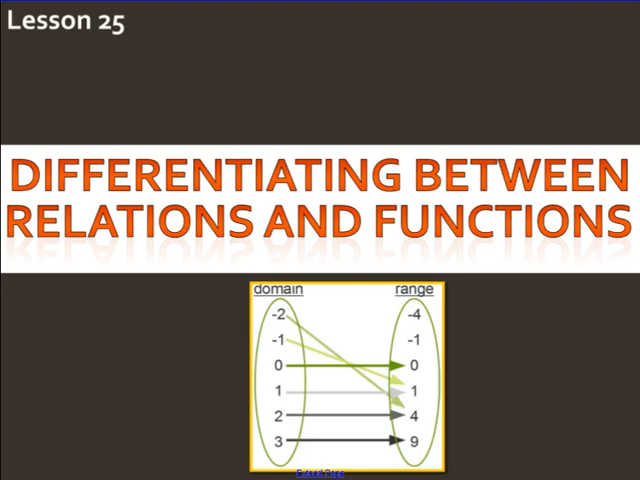 Lesson 25
DIFFERENTIATING BETWEEN
RELATIONS AND FUNCTIONS
domain range
-2 -4
-1 -1
0 0
1 1
2 4
3 9